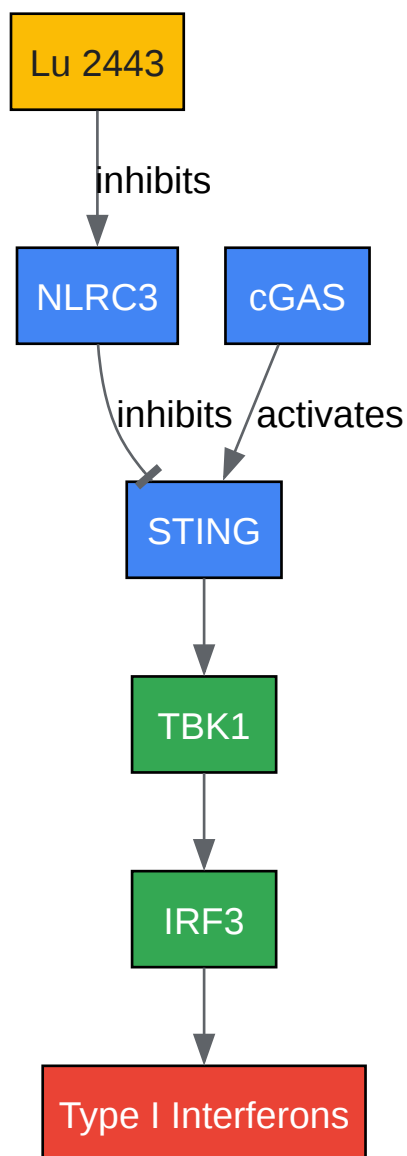 Lu 2443
inhibits
NLRC3
cGAS
inhibits
activates
STING
TBK1
IRF3
Type I Interferons